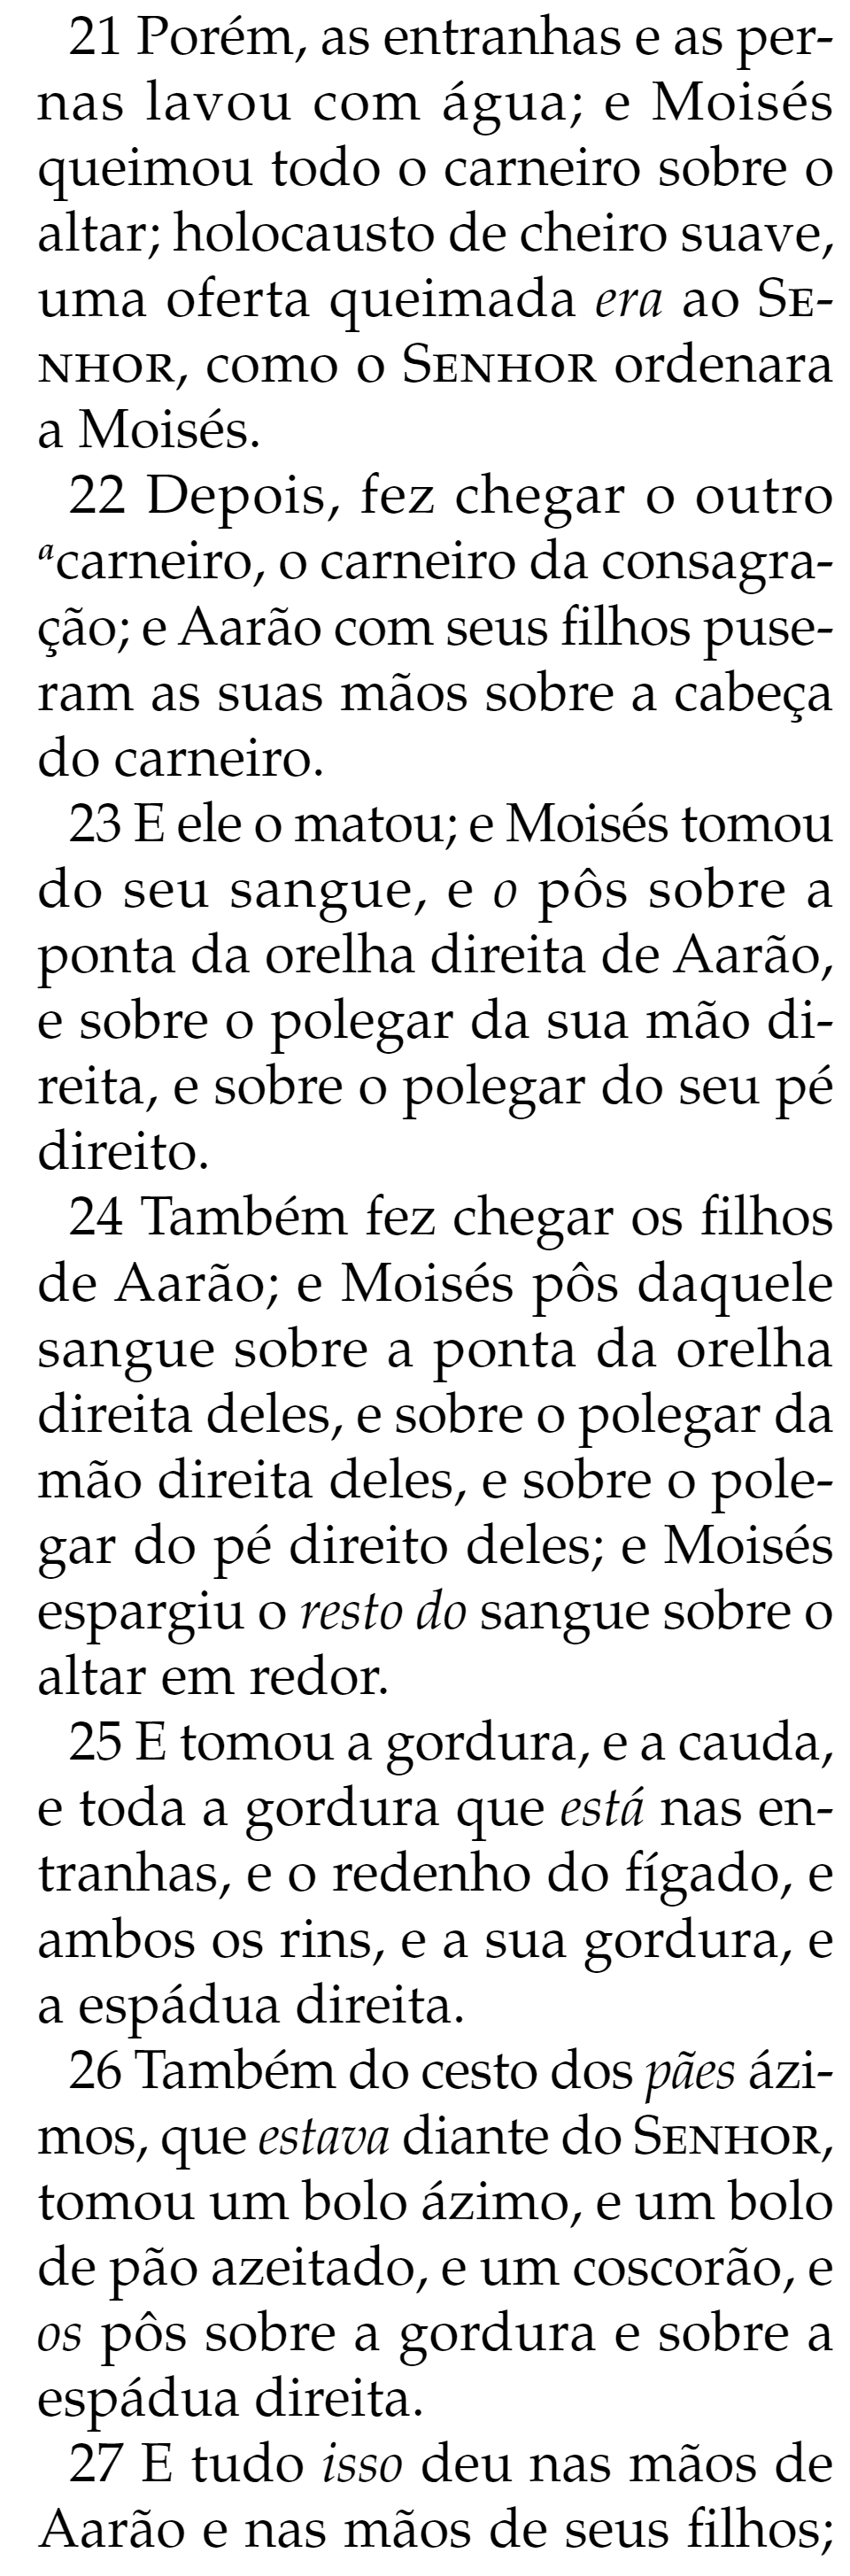 21 Porém, as entranhas e as per-
nas lavou com água; e Moisés
queimou todo o carneiro sobre o
altar; holocausto de cheiro suave,
uma oferta queimada era ao SE-
NHOR, como o SENHOR ordenara
a Moisés.
22 Depois, fez chegar o outro
ᵃcarneiro, o carneiro da consagra-
ção; e Aarão com seus filhos puse-
ram as suas mãos sobre a cabeça
do carneiro.
23 E ele o matou; e Moisés tomou
do seu sangue, e o pôs sobre a
ponta da orelha direita de Aarão,
e sobre o polegar da sua mão di-
reita, e sobre o polegar do seu pé
direito.
24 Também fez chegar os filhos
de Aarão; e Moisés pôs daquele
sangue sobre a ponta da orelha
direita deles, e sobre o polegar da
mão direita deles, e sobre o pole-
gar do pé direito deles; e Moisés
espargiu o resto do sangue sobre o
altar em redor.
25 E tomou a gordura, e a cauda,
e toda a gordura que está nas en-
tranhas, e o redenho do fígado, e
ambos os rins, e a sua gordura, e
a espádua direita.
26 Também do cesto dos pães ázi-
mos, que estava diante do SENHOR,
tomou um bolo ázimo, e um bolo
de pão azeitado, e um coscorão, e
os pôs sobre a gordura e sobre a
espádua direita.
27 E tudo isso deu nas mãos de
Aarão e nas mãos de seus filhos;